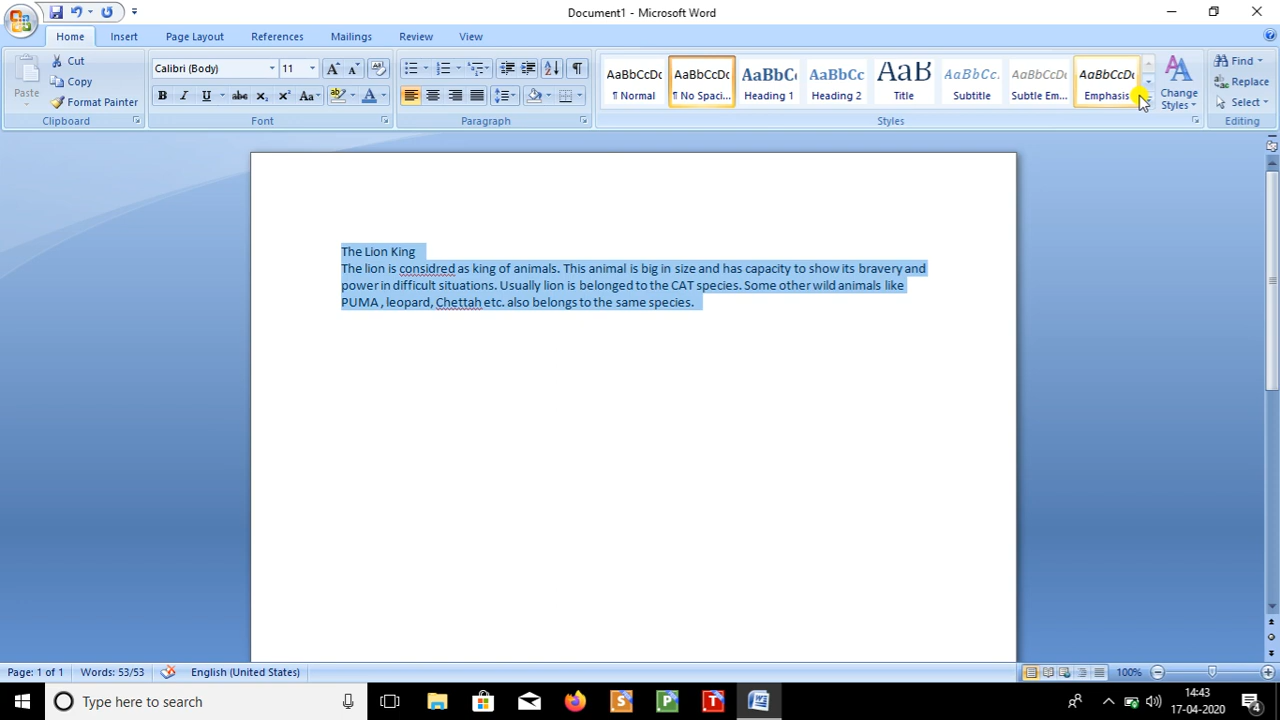 Document1 - Microsoft Word
Home Insert Page Layout References Mailings Review View
Paste Cut Copy Format Painter Clipboard
Calibri (Body) 11 Font
Paragraph
AaBbCcDc AaBbCcDc AaBbCc AaBbCc AaB AaBbCc. AaBbCcDc AaBbCcDc
¶ Normal ¶ No Spaci... Heading 1 Heading 2 Title Subtitle Subtle Em... Emphasis
Change Styles
Styles
Find Replace Select Editing
The Lion King
The lion is considred as king of animals. This animal is big in size and has capacity to show its bravery and
power in difficult situations. Usually lion is belonged to the CAT species. Some other wild animals like
PUMA , leopard, Chettah etc. also belongs to the same species.
Page: 1 of 1 Words: 53/53 English (United States) 100%
Type here to search
14:43
17-04-2020
4